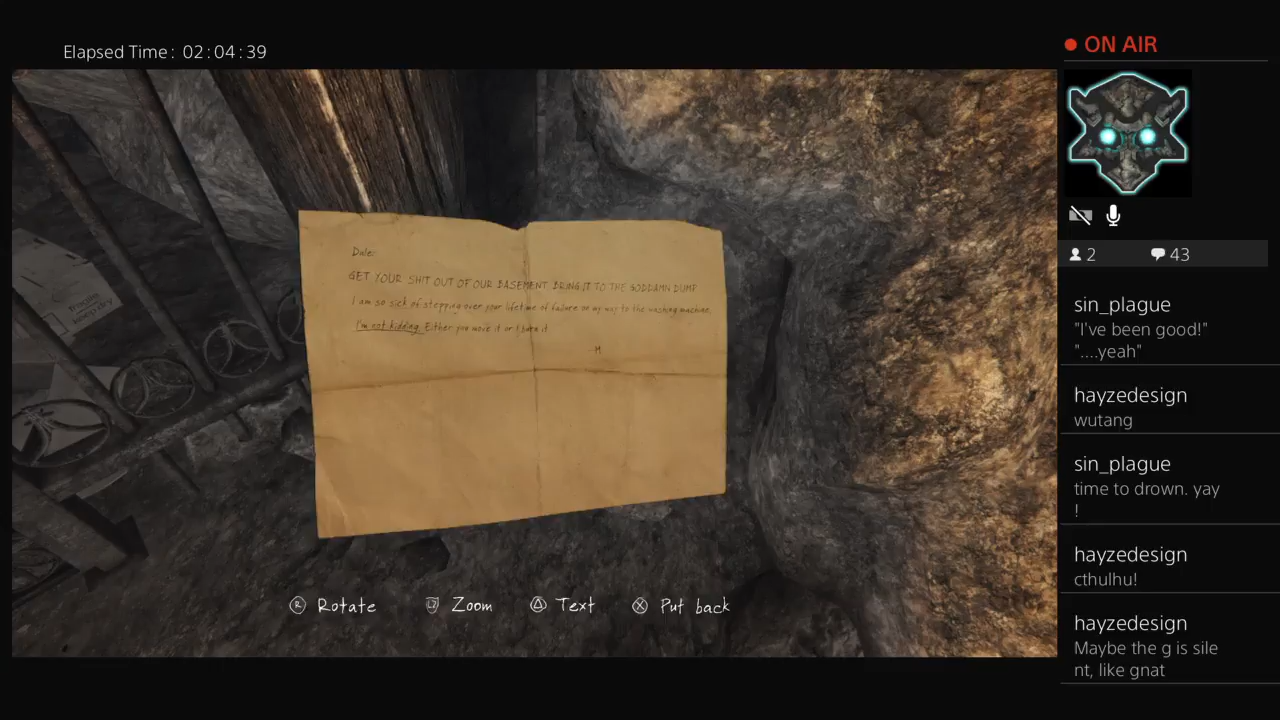 Elapsed Time: 02:04:39
ON AIR
2
43
Dale:
GET YOUR SHIT OUT OF OUR BASEMENT BRING IT TO THE GODDAMN DUMP
I am so sick of stepping over your lifetime of failure on my way to the washing machine.
I'm not kidding. Either you move it or I burn it
-M
R Rotate
L2 Zoom
Text
Put back
sin_plague
"I've been good!"
"....yeah"
hayzedesign
wutang
sin_plague
time to drown. yay
!
hayzedesign
cthulhu!
hayzedesign
Maybe the g is sile
nt, like gnat